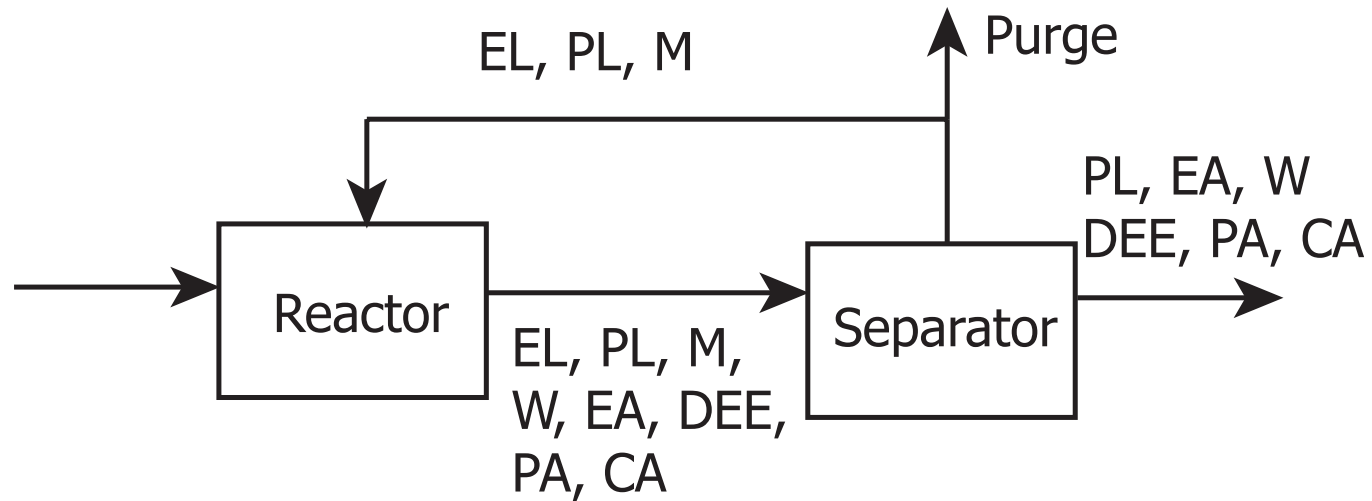 Purge
EL, PL, M
PL, EA, W
DEE, PA, CA
Reactor
Separator
EL, PL, M,
W, EA, DEE,
PA, CA